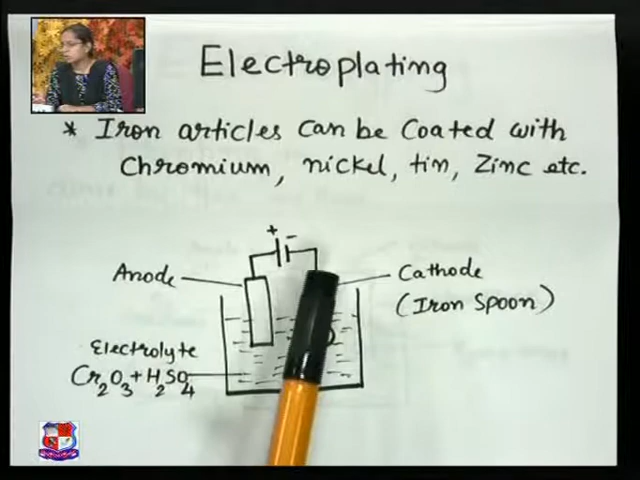 Electroplating
* Iron articles can be coated with
Chromium, nickel, tin, Zinc etc.
+ -
Anode
Cathode
(Iron Spoon)
Electrolyte
Cr2O3+H2SO4